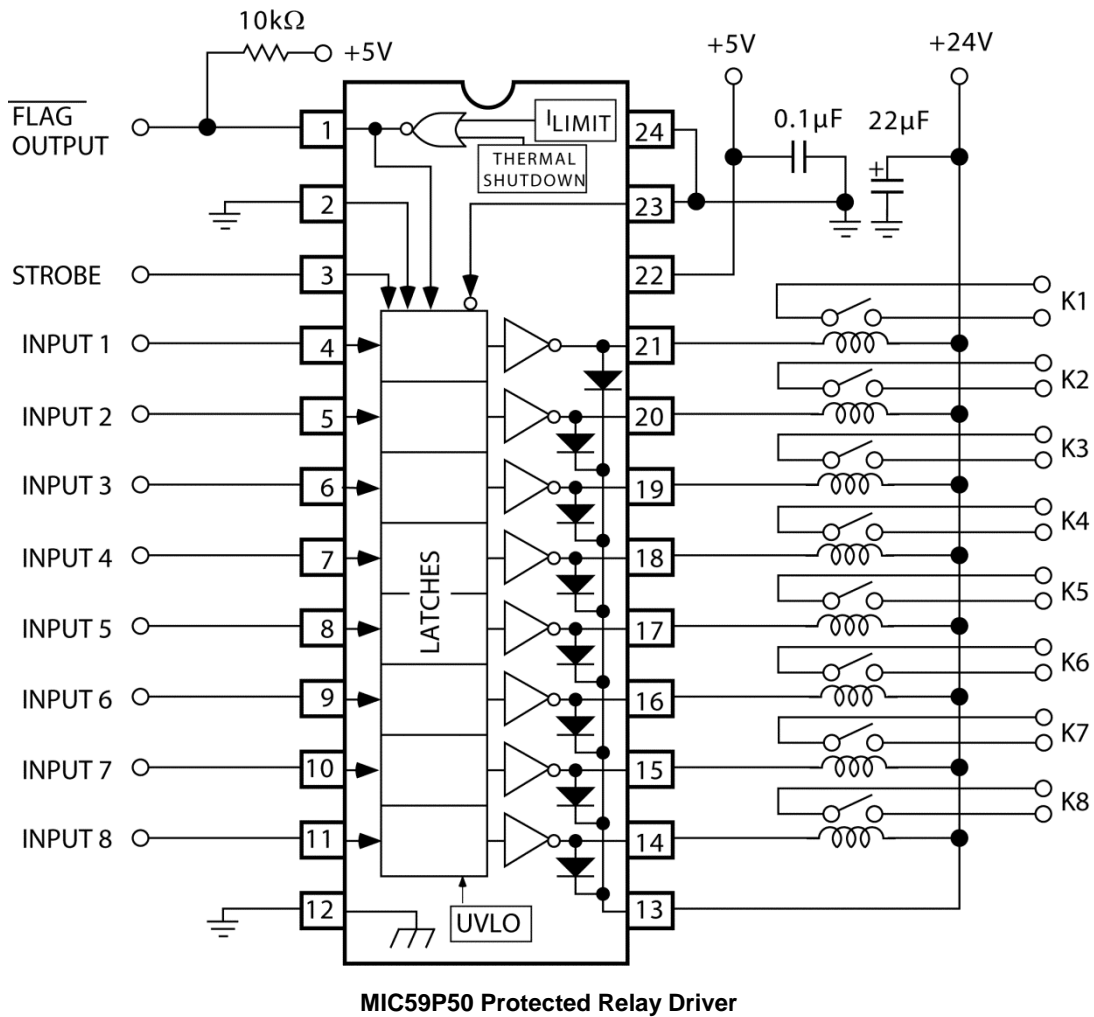 10kΩ
+5V
FLAG
OUTPUT
+5V
+24V
0.1µF
22µF
+
ILIMIT
THERMAL
SHUTDOWN
1
24
2
23
STROBE
3
22
INPUT 1
4
21
K1
INPUT 2
5
20
K2
INPUT 3
6
19
K3
INPUT 4
7
18
K4
LATCHES
INPUT 5
8
17
K5
INPUT 6
9
16
K6
INPUT 7
10
15
K7
INPUT 8
11
14
K8
12
13
UVLO
MIC59P50 Protected Relay Driver